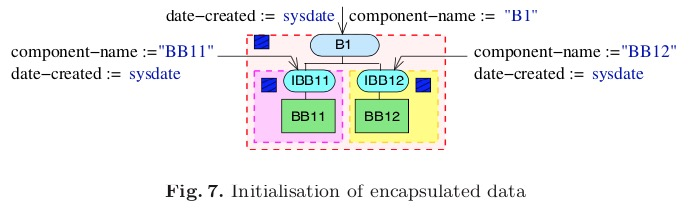 date−created := sysdate component−name := "B1"
component−name :="BB11" B1 component−name :="BB12"
date−created := sysdate IBB11 IBB12 date−created := sysdate
BB11 BB12
Fig. 7. Initialisation of encapsulated data